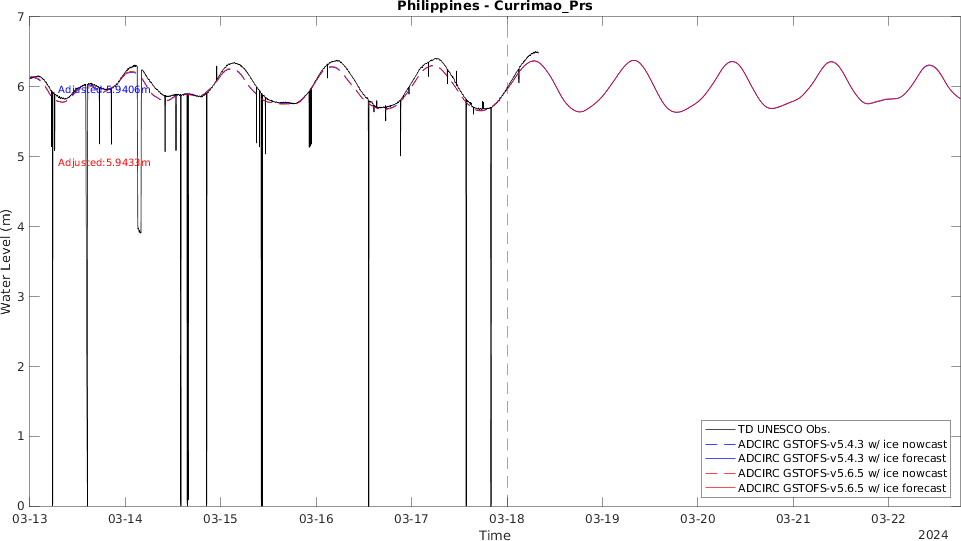 Philippines - Currimao_Prs
7
6
5
4
3
2
1
0
Water Level (m)
Adjusted:5.9406m
Adjusted:5.9433m
TD UNESCO Obs.
ADCIRC GSTOFS-v5.4.3 w/ ice nowcast
ADCIRC GSTOFS-v5.4.3 w/ ice forecast
ADCIRC GSTOFS-v5.6.5 w/ ice nowcast
ADCIRC GSTOFS-v5.6.5 w/ ice forecast
03-13 03-14 03-15 03-16 03-17 03-18 03-19 03-20 03-21 03-22
Time
2024